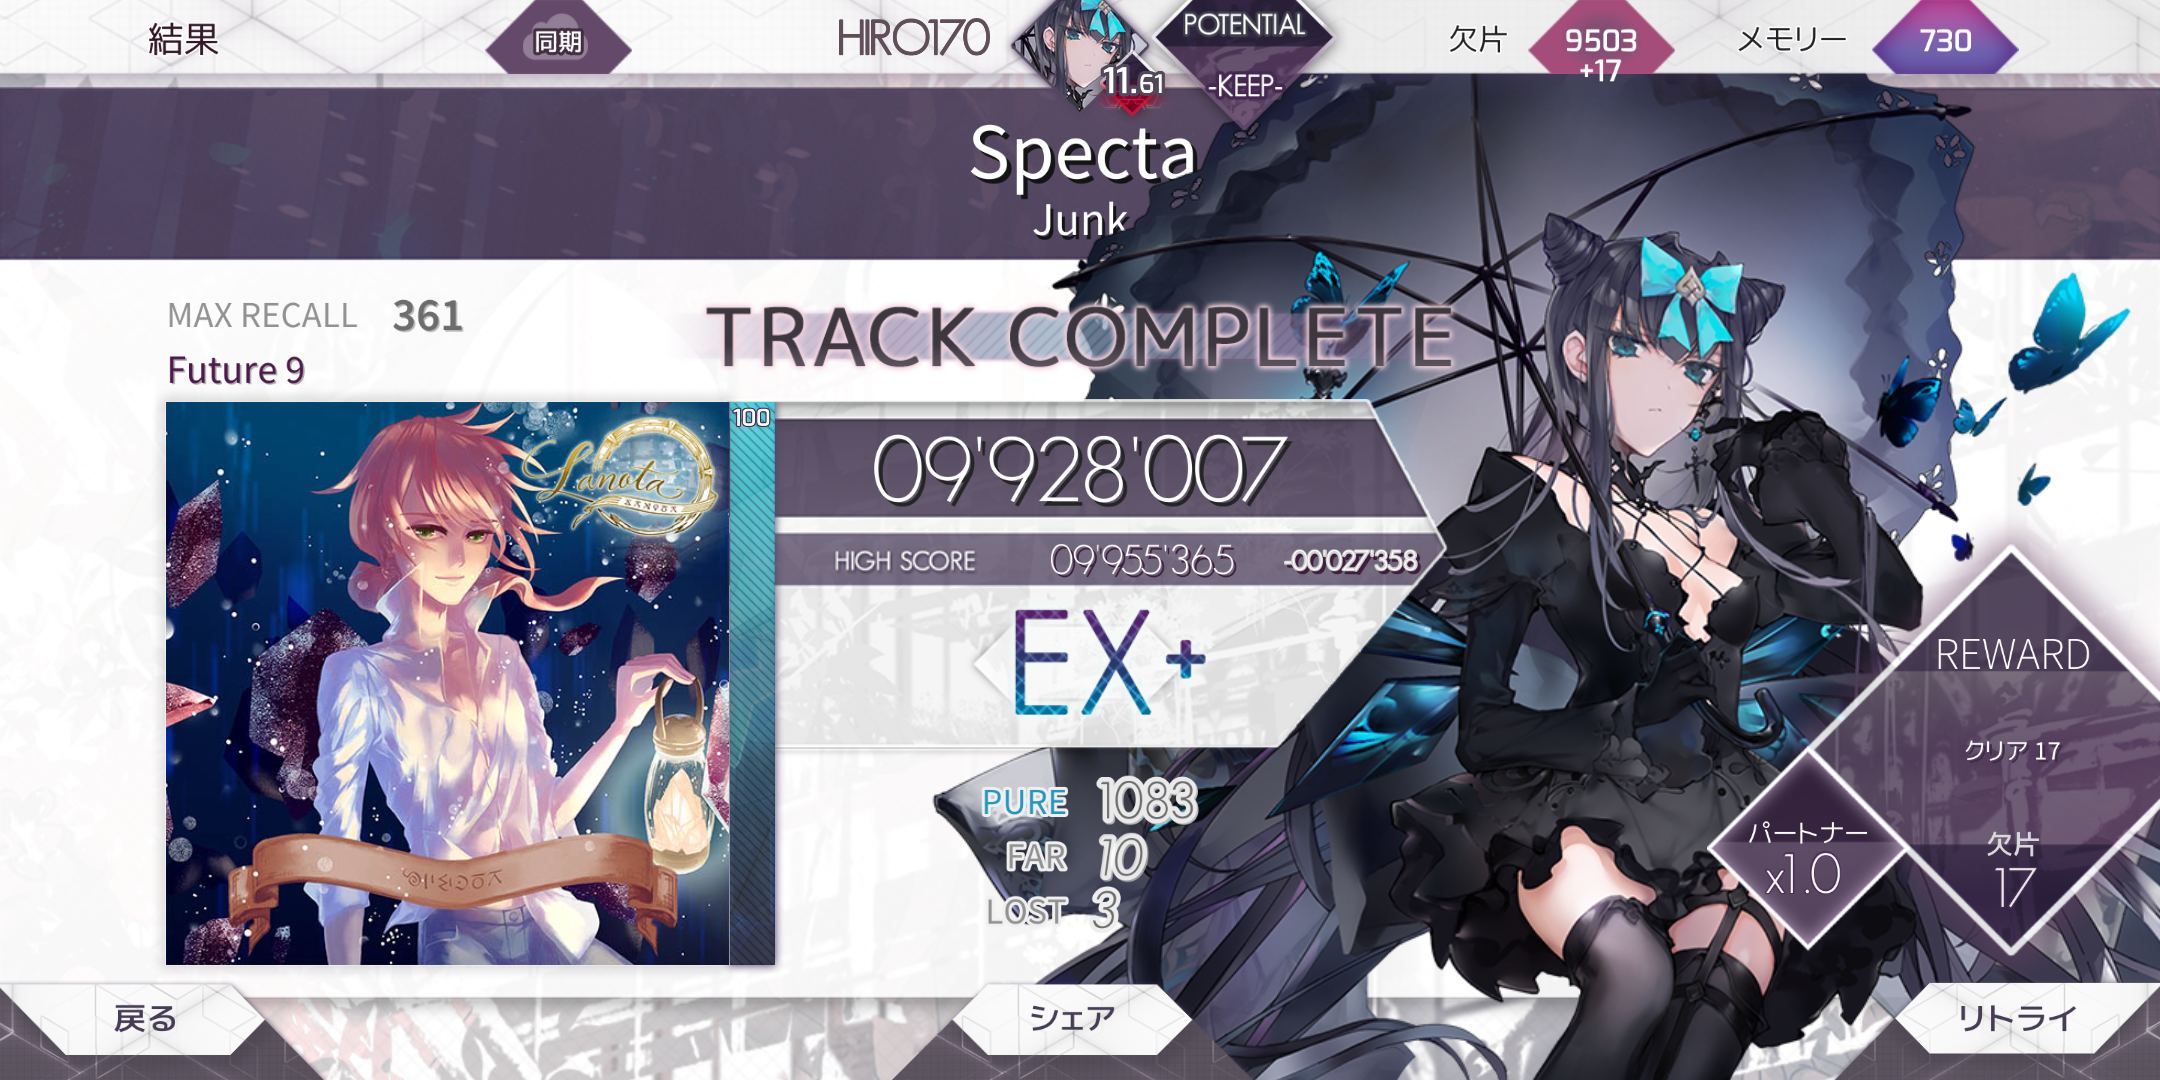 結果
同期
HIRO170
11.61
POTENTIAL
-KEEP-
欠片
9503
+17
メモリー
730
Specta
Junk
MAX RECALL 361
Future 9
TRACK COMPLETE
Lanota
100
09'928'007
HIGH SCORE 09'955'365 -00'027'358
EX+
PURE 1083
FAR 10
LOST 3
REWARD
クリア 17
パートナー
x1.0
欠片
17
戻る
シェア
リトライ